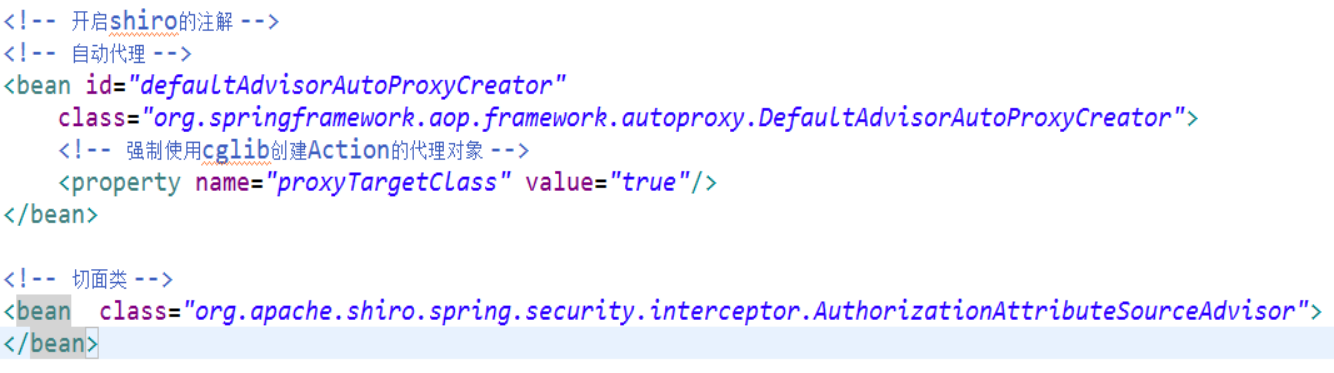 <!-- 开启shiro的注解 -->
<!-- 自动代理 -->
<bean id="defaultAdvisorAutoProxyCreator"
    class="org.springframework.aop.framework.autoproxy.DefaultAdvisorAutoProxyCreator">
    <!-- 强制使用cglib创建Action的代理对象 -->
    <property name="proxyTargetClass" value="true"/>
</bean>

<!-- 切面类 -->
<bean  class="org.apache.shiro.spring.security.interceptor.AuthorizationAttributeSourceAdvisor">
</bean>